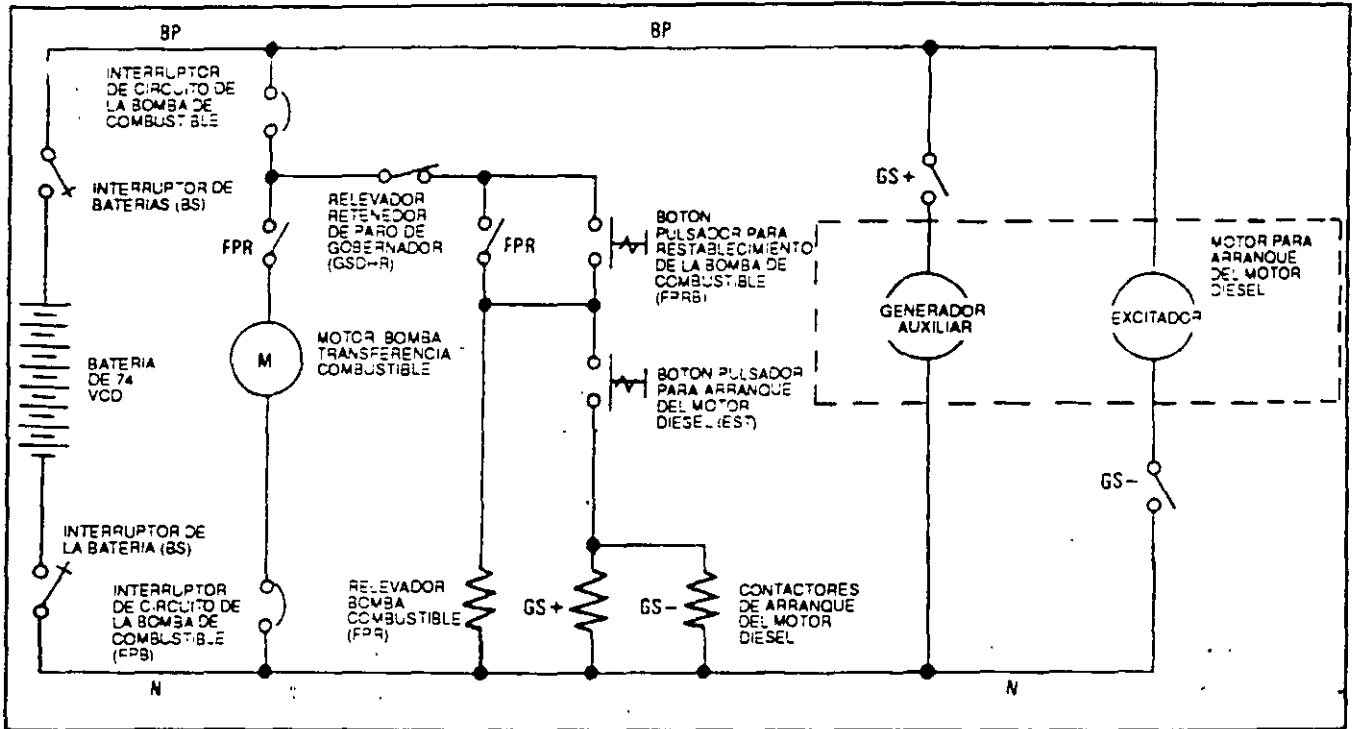 BP
BP
INTERRUPTOR
DE CIRCUITO DE
LA BOMBA DE
COMBUSTIBLE
INTERRUPTOR DE
BATERIAS (BS)
FPR
RELEVADOR
RETENEDOR
DE PARO DE
GOBERNADOR
(GSDHR)
FPR
BOTON
PULSADOR PARA
RESTABLECIMIENTO
DE LA BOMBA DE
COMBUSTIBLE
(FPRB)
GS+
MOTOR PARA
ARRANQUE
DEL MOTOR
DIESEL
GENERADOR
AUXILIAR
EXCITADOR
BATERIA
DE 74
VCD
M
MOTOR BOMBA
TRANSFERENCIA
COMBUSTIBLE
BOTON PULSADOR
PARA ARRANQUE
DEL MOTOR
DIESEL (EST)
GS-
INTERRUPTOR DE
LA BATERIA (BS)
INTERRUPTOR
DE CIRCUITO DE
LA BOMBA DE
COMBUSTIBLE
(FPB)
RELEVADOR
BOMBA
COMBUSTIBLE
(FPR)
GS+
GS-
CONTACTORES
DE ARRANQUE
DEL MOTOR
DIESEL
N
N